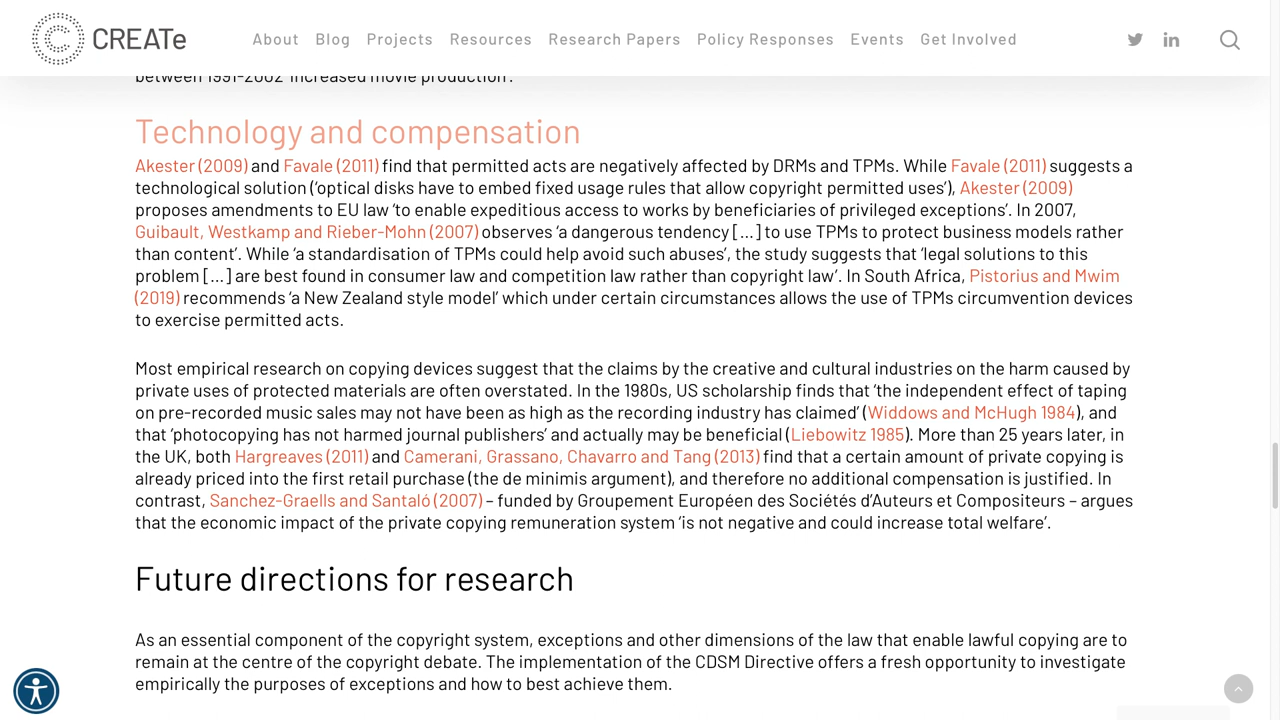 CREATe
About Blog Projects Resources Research Papers Policy Responses Events Get Involved
between 1991-2002 'increased movie production'.
Technology and compensation
Akester (2009) and Favale (2011) find that permitted acts are negatively affected by DRMs and TPMs. While Favale (2011) suggests a
technological solution (‘optical disks have to embed fixed usage rules that allow copyright permitted uses’), Akester (2009)
proposes amendments to EU law ‘to enable expeditious access to works by beneficiaries of privileged exceptions’. In 2007,
Guibault, Westkamp and Rieber-Mohn (2007) observes ‘a dangerous tendency […] to use TPMs to protect business models rather
than content’. While ‘a standardisation of TPMs could help avoid such abuses’, the study suggests that ‘legal solutions to this
problem […] are best found in consumer law and competition law rather than copyright law’. In South Africa, Pistorius and Mwim
(2019) recommends ‘a New Zealand style model’ which under certain circumstances allows the use of TPMs circumvention devices
to exercise permitted acts.
Most empirical research on copying devices suggest that the claims by the creative and cultural industries on the harm caused by
private uses of protected materials are often overstated. In the 1980s, US scholarship finds that ‘the independent effect of taping
on pre-recorded music sales may not have been as high as the recording industry has claimed’ (Widdows and McHugh 1984), and
that ‘photocopying has not harmed journal publishers’ and actually may be beneficial (Liebowitz 1985). More than 25 years later, in
the UK, both Hargreaves (2011) and Camerani, Grassano, Chavarro and Tang (2013) find that a certain amount of private copying is
already priced into the first retail purchase (the de minimis argument), and therefore no additional compensation is justified. In
contrast, Sanchez-Graells and Santaló (2007) – funded by Groupement Européen des Sociétés d’Auteurs et Compositeurs – argues
that the economic impact of the private copying remuneration system ‘is not negative and could increase total welfare’.
Future directions for research
As an essential component of the copyright system, exceptions and other dimensions of the law that enable lawful copying are to
remain at the centre of the copyright debate. The implementation of the CDSM Directive offers a fresh opportunity to investigate
empirically the purposes of exceptions and how to best achieve them.